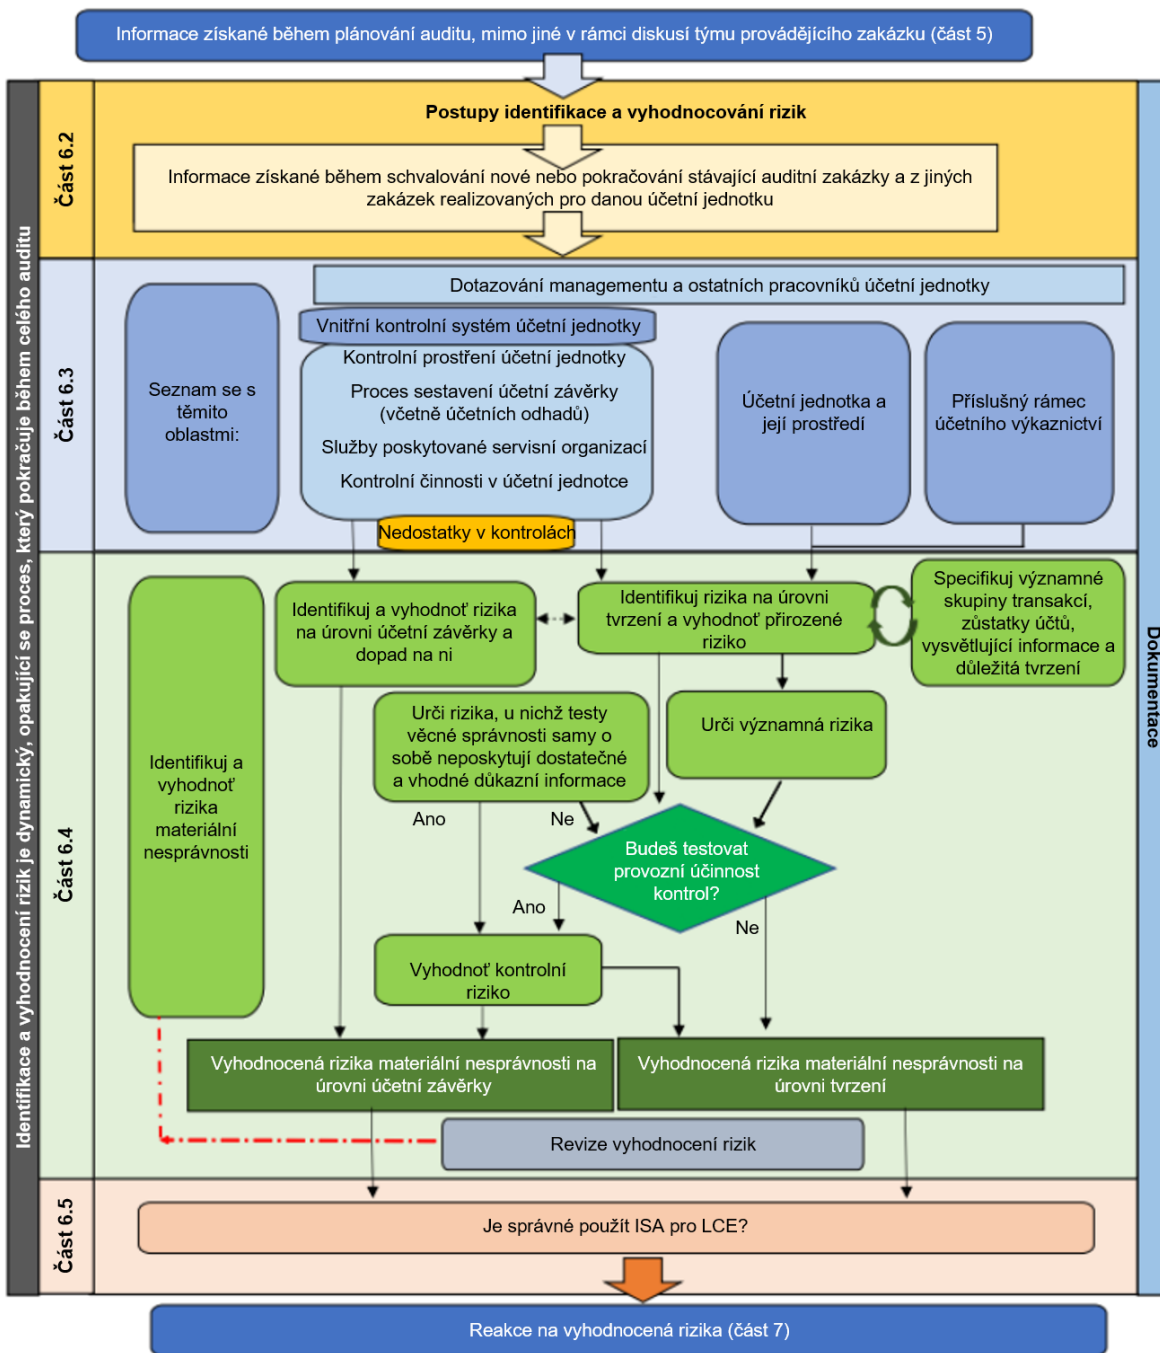 Informace získané během plánování auditu, mimo jiné v rámci diskusí týmu provádějícího zakázku (část 5)
Identifikace a vyhodnocení rizik je dynamický, opakující se proces, který pokračuje během celého auditu
Dokumentace
Část 6.2
Postupy identifikace a vyhodnocování rizik
Informace získané během schvalování nové nebo pokračování stávající auditní zakázky a z jiných
zakázek realizovaných pro danou účetní jednotku
Část 6.3
Dotazování managementu a ostatních pracovníků účetní jednotky
Seznam se s
těmito
oblastmi:
Vnitřní kontrolní systém účetní jednotky
Kontrolní prostření účetní jednotky
Proces sestavení účetní závěrky
(včetně účetních odhadů)
Služby poskytované servisní organizací
Kontrolní činnosti v účetní jednotce
Nedostatky v kontrolách
Účetní jednotka a
její prostředí
Příslušný rámec
účetního výkaznictví
Část 6.4
Identifikuj a
vyhodnoť
rizika
materiální
nesprávnosti
Identifikuj a vyhodnoť rizika
na úrovni účetní závěrky a
dopad na ni
Identifikuj rizika na úrovni
tvrzení a vyhodnoť přirozené
riziko
Specifikuj významné
skupiny transakcí,
zůstatky účtů,
vysvětlující informace a
důležitá tvrzení
Urči rizika, u nichž testy
věcné správnosti samy o
sobě neposkytují dostatečné
a vhodné důkazní informace
Urči významná rizika
Ano
Ne
Budeš testovat
provozní účinnost
kontrol?
Ano
Ne
Vyhodnoť kontrolní
riziko
Vyhodnocená rizika materiální nesprávnosti na
úrovni účetní závěrky
Vyhodnocená rizika materiální nesprávnosti na
úrovni tvrzení
Revize vyhodnocení rizik
Část 6.5
Je správné použít ISA pro LCE?
Reakce na vyhodnocená rizika (část 7)